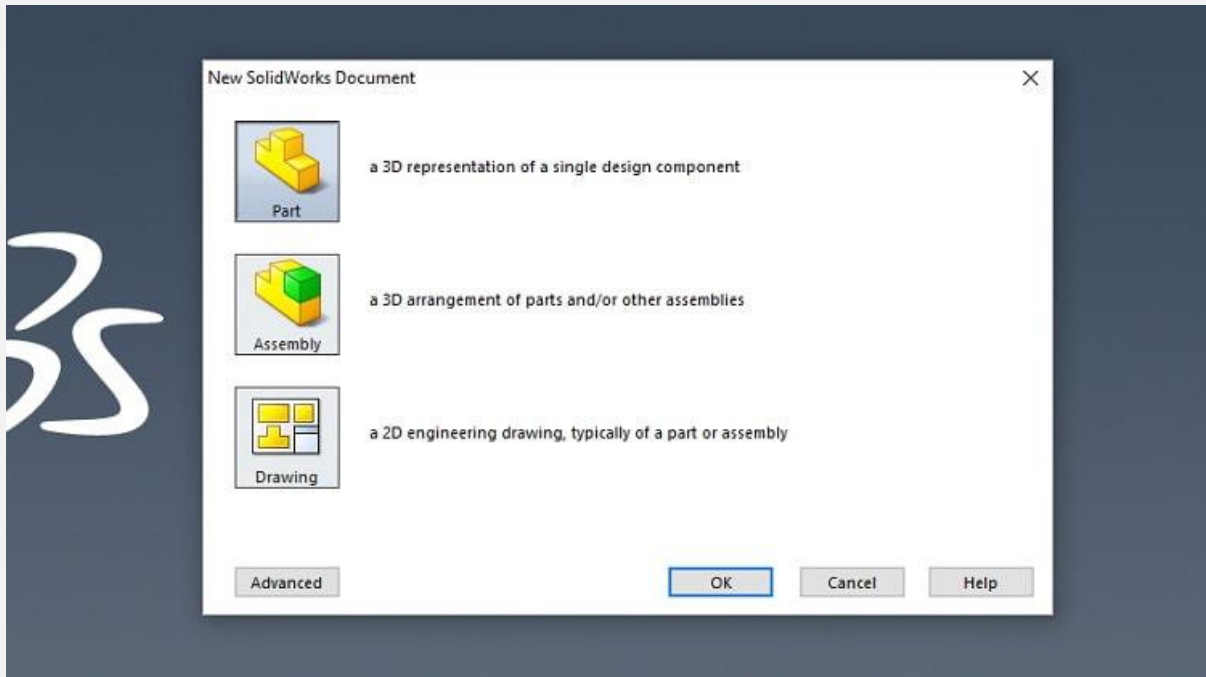 New SolidWorks Document
a 3D representation of a single design component
Part
a 3D arrangement of parts and/or other assemblies
Assembly
a 2D engineering drawing, typically of a part or assembly
Drawing
Advanced
OK
Cancel
Help